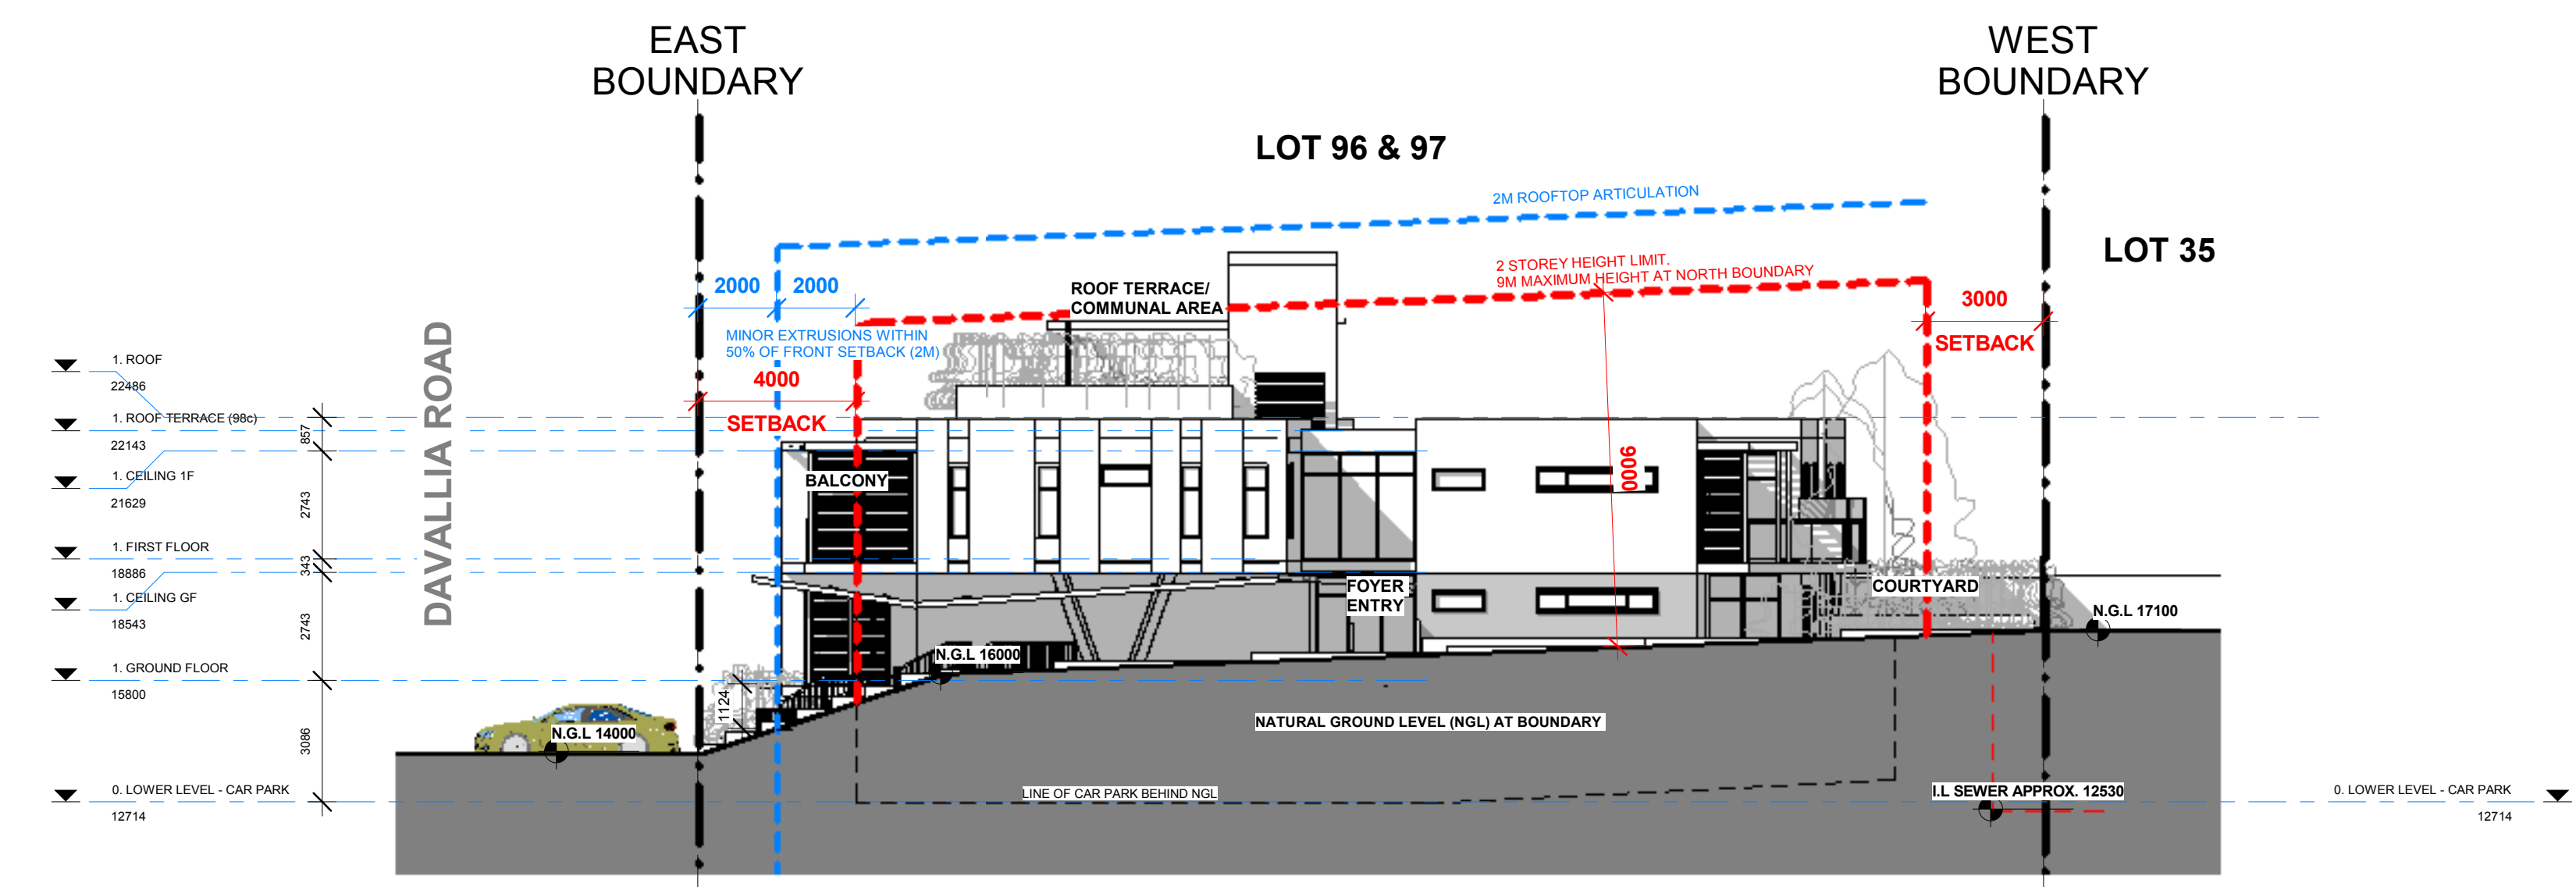 EAST
BOUNDARY
WEST
BOUNDARY
LOT 96 & 97
2M ROOFTOP ARTICULATION
LOT 35
2 STOREY HEIGHT LIMIT.
9M MAXIMUM HEIGHT AT NORTH BOUNDARY
2000
2000
ROOF TERRACE/
COMMUNAL AREA
3000
SETBACK
MINOR EXTRUSIONS WITHIN
50% OF FRONT SETBACK (2M)
4000
SETBACK
DAVALLIA ROAD
1. ROOF
22486
1. ROOF TERRACE (98c)
22143
1. CEILING 1F
21629
1. FIRST FLOOR
18886
1. CEILING GF
18543
1. GROUND FLOOR
15800
0. LOWER LEVEL - CAR PARK
12714
857
2743
343
2743
3086
BALCONY
9000
FOYER
ENTRY
COURTYARD
N.G.L 17100
N.G.L 16000
1124
N.G.L 14000
NATURAL GROUND LEVEL (NGL) AT BOUNDARY
LINE OF CAR PARK BEHIND NGL
I.L SEWER APPROX. 12530
0. LOWER LEVEL - CAR PARK
12714